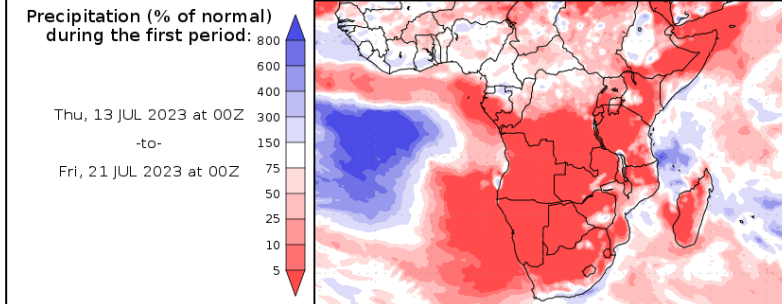 Precipitation (% of normal)
during the first period:
Thu, 13 JUL 2023 at 00Z
-to-
Fri, 21 JUL 2023 at 00Z
800
600
400
300
150
75
50
25
10
5